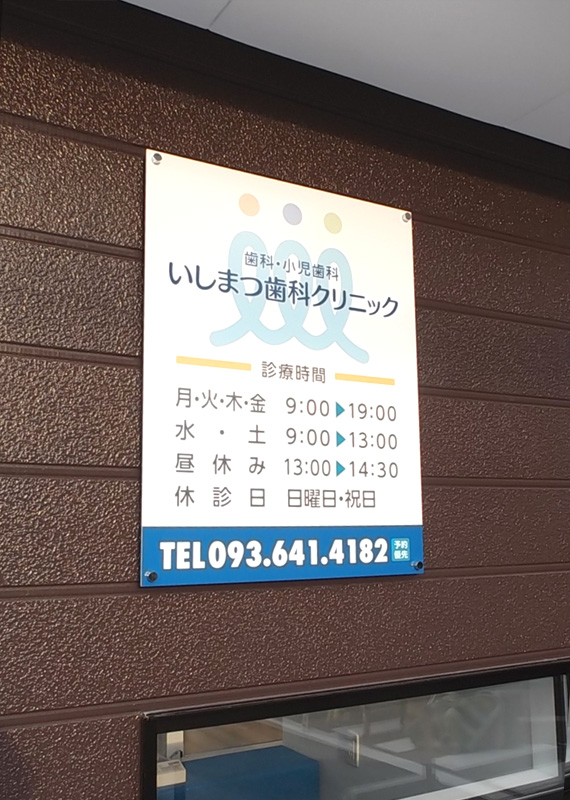 歯科・小児歯科
いしまつ歯科クリニック
診療時間
月・火・木・金 9:00▶19:00
水・土 9:00▶13:00
昼休み 13:00▶14:30
休診日 日曜日・祝日
TEL093.641.4182 予約優先